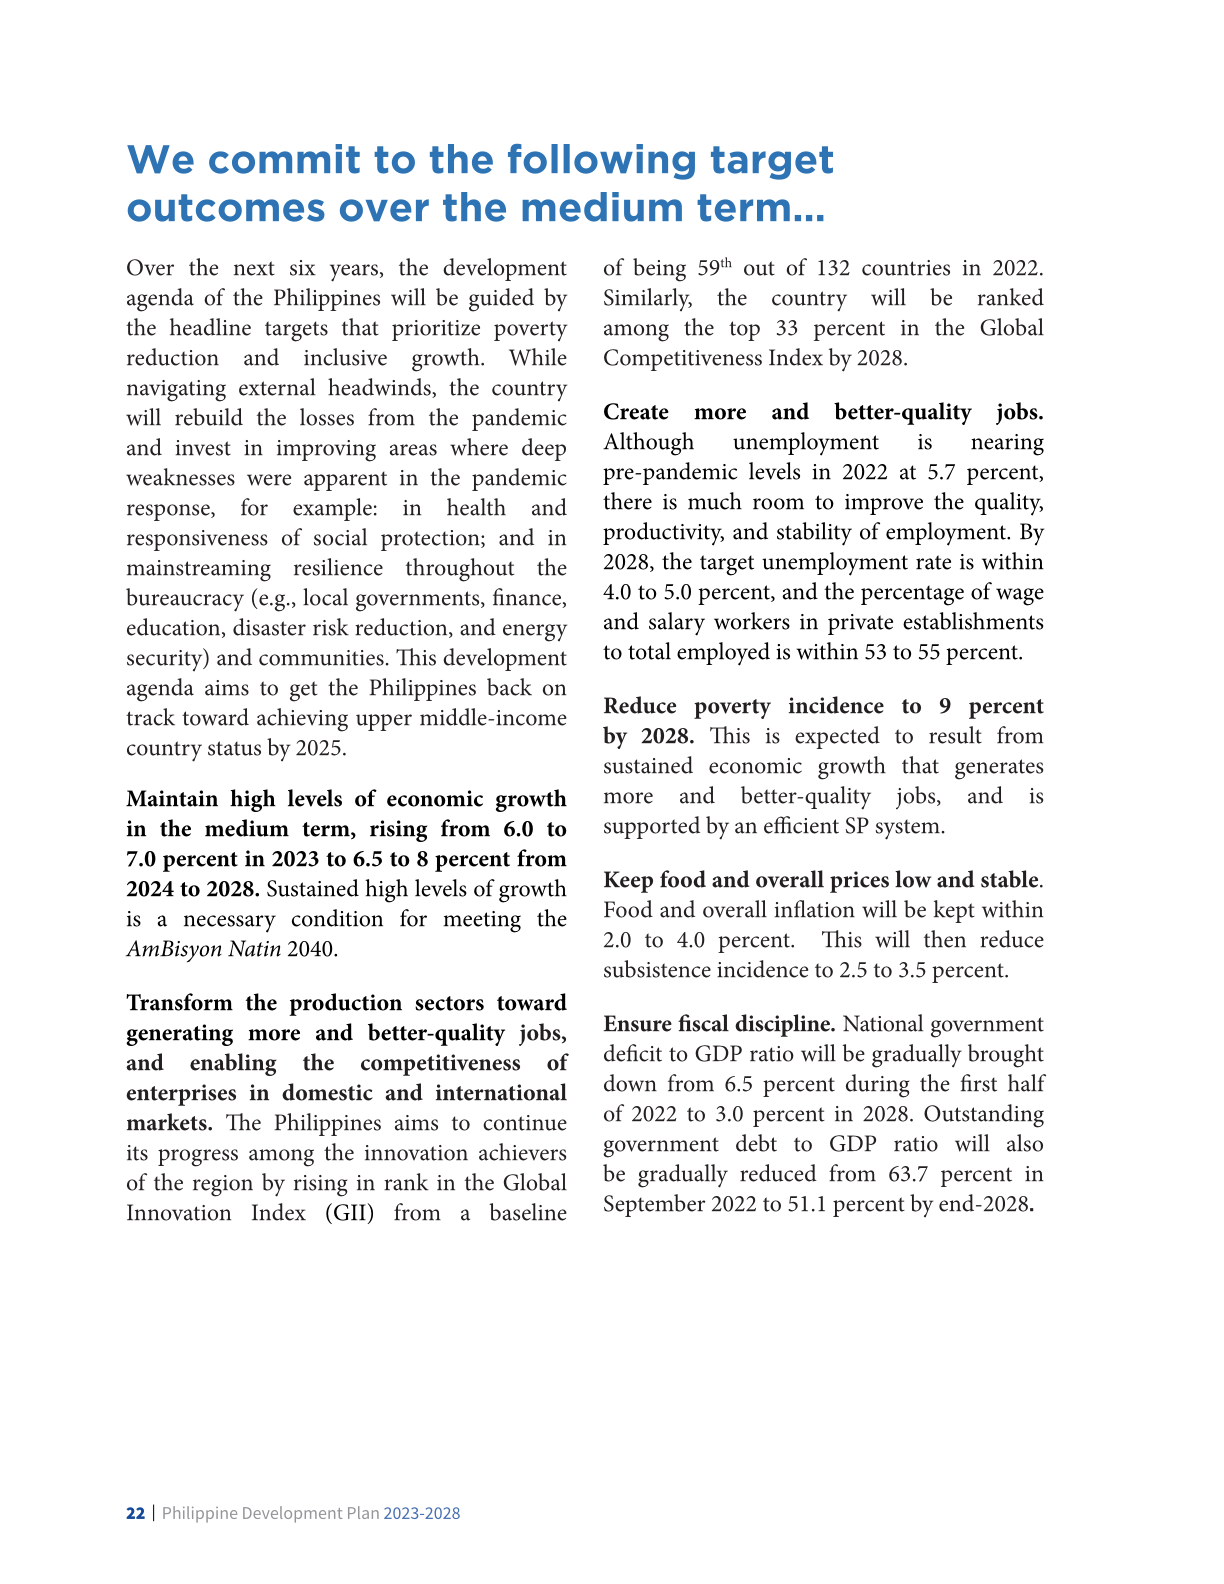 We commit to the following target
outcomes over the medium term...
Over the next six years, the development
agenda of the Philippines will be guided by
the headline targets that prioritize poverty
reduction and inclusive growth. While
navigating external headwinds, the country
will rebuild the losses from the pandemic
and invest in improving areas where deep
weaknesses were apparent in the pandemic
response, for example: in health and
responsiveness of social protection; and in
mainstreaming resilience throughout the
bureaucracy (e.g., local governments, finance,
education, disaster risk reduction, and energy
security) and communities. This development
agenda aims to get the Philippines back on
track toward achieving upper middle-income
country status by 2025.
Maintain high levels of economic growth
in the medium term, rising from 6.0 to
7.0 percent in 2023 to 6.5 to 8 percent from
2024 to 2028. Sustained high levels of growth
is a necessary condition for meeting the
AmBisyon Natin 2040.
Transform the production sectors toward
generating more and better-quality jobs,
and enabling the competitiveness of
enterprises in domestic and international
markets. The Philippines aims to continue
its progress among the innovation achievers
of the region by rising in rank in the Global
Innovation Index (GII) from a baseline
of being 59th out of 132 countries in 2022.
Similarly, the country will be ranked
among the top 33 percent in the Global
Competitiveness Index by 2028.
Create more and better-quality jobs.
Although unemployment is nearing
pre-pandemic levels in 2022 at 5.7 percent,
there is much room to improve the quality,
productivity, and stability of employment. By
2028, the target unemployment rate is within
4.0 to 5.0 percent, and the percentage of wage
and salary workers in private establishments
to total employed is within 53 to 55 percent.
Reduce poverty incidence to 9 percent
by 2028. This is expected to result from
sustained economic growth that generates
more and better-quality jobs, and is
supported by an efficient SP system.
Keep food and overall prices low and stable.
Food and overall inflation will be kept within
2.0 to 4.0 percent. This will then reduce
subsistence incidence to 2.5 to 3.5 percent.
Ensure fiscal discipline. National government
deficit to GDP ratio will be gradually brought
down from 6.5 percent during the first half
of 2022 to 3.0 percent in 2028. Outstanding
government debt to GDP ratio will also
be gradually reduced from 63.7 percent in
September 2022 to 51.1 percent by end-2028.
22 | Philippine Development Plan 2023-2028